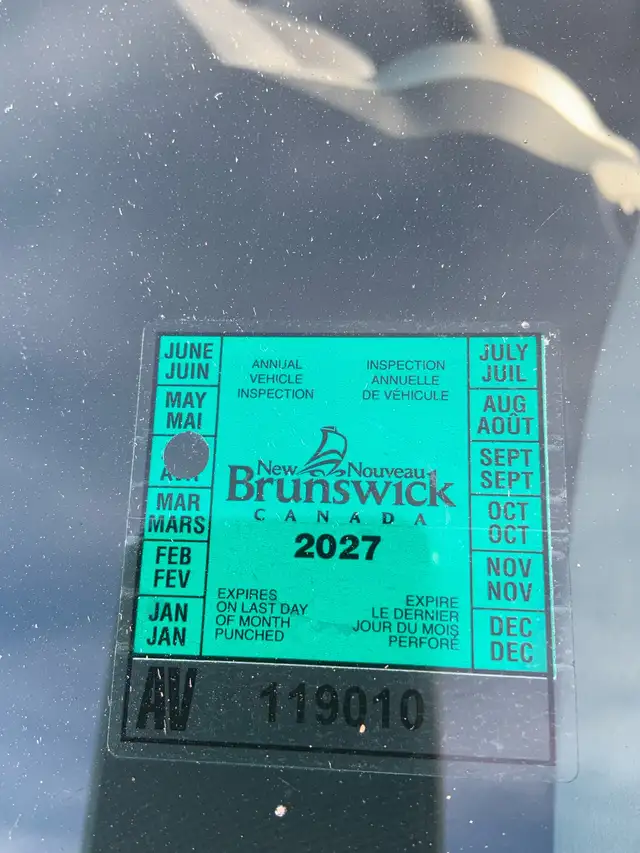 JUNE
JUIN
MAY
MAI
MAR
MARS
FEB
FEV
JAN
JAN
ANNUAL
VEHICLE
INSPECTION
INSPECTION
ANNUELLE
DE VÉHICULE
New Nouveau
Brunswick
CANADA
2027
EXPIRES
ON LAST DAY
OF MONTH
PUNCHED
EXPIRE
LE DERNIER
JOUR DU MOIS
PERFORÉ
JULY
JUIL
AUG
AOÛT
SEPT
SEPT
OCT
OCT
NOV
NOV
DEC
DEC
AV 119010